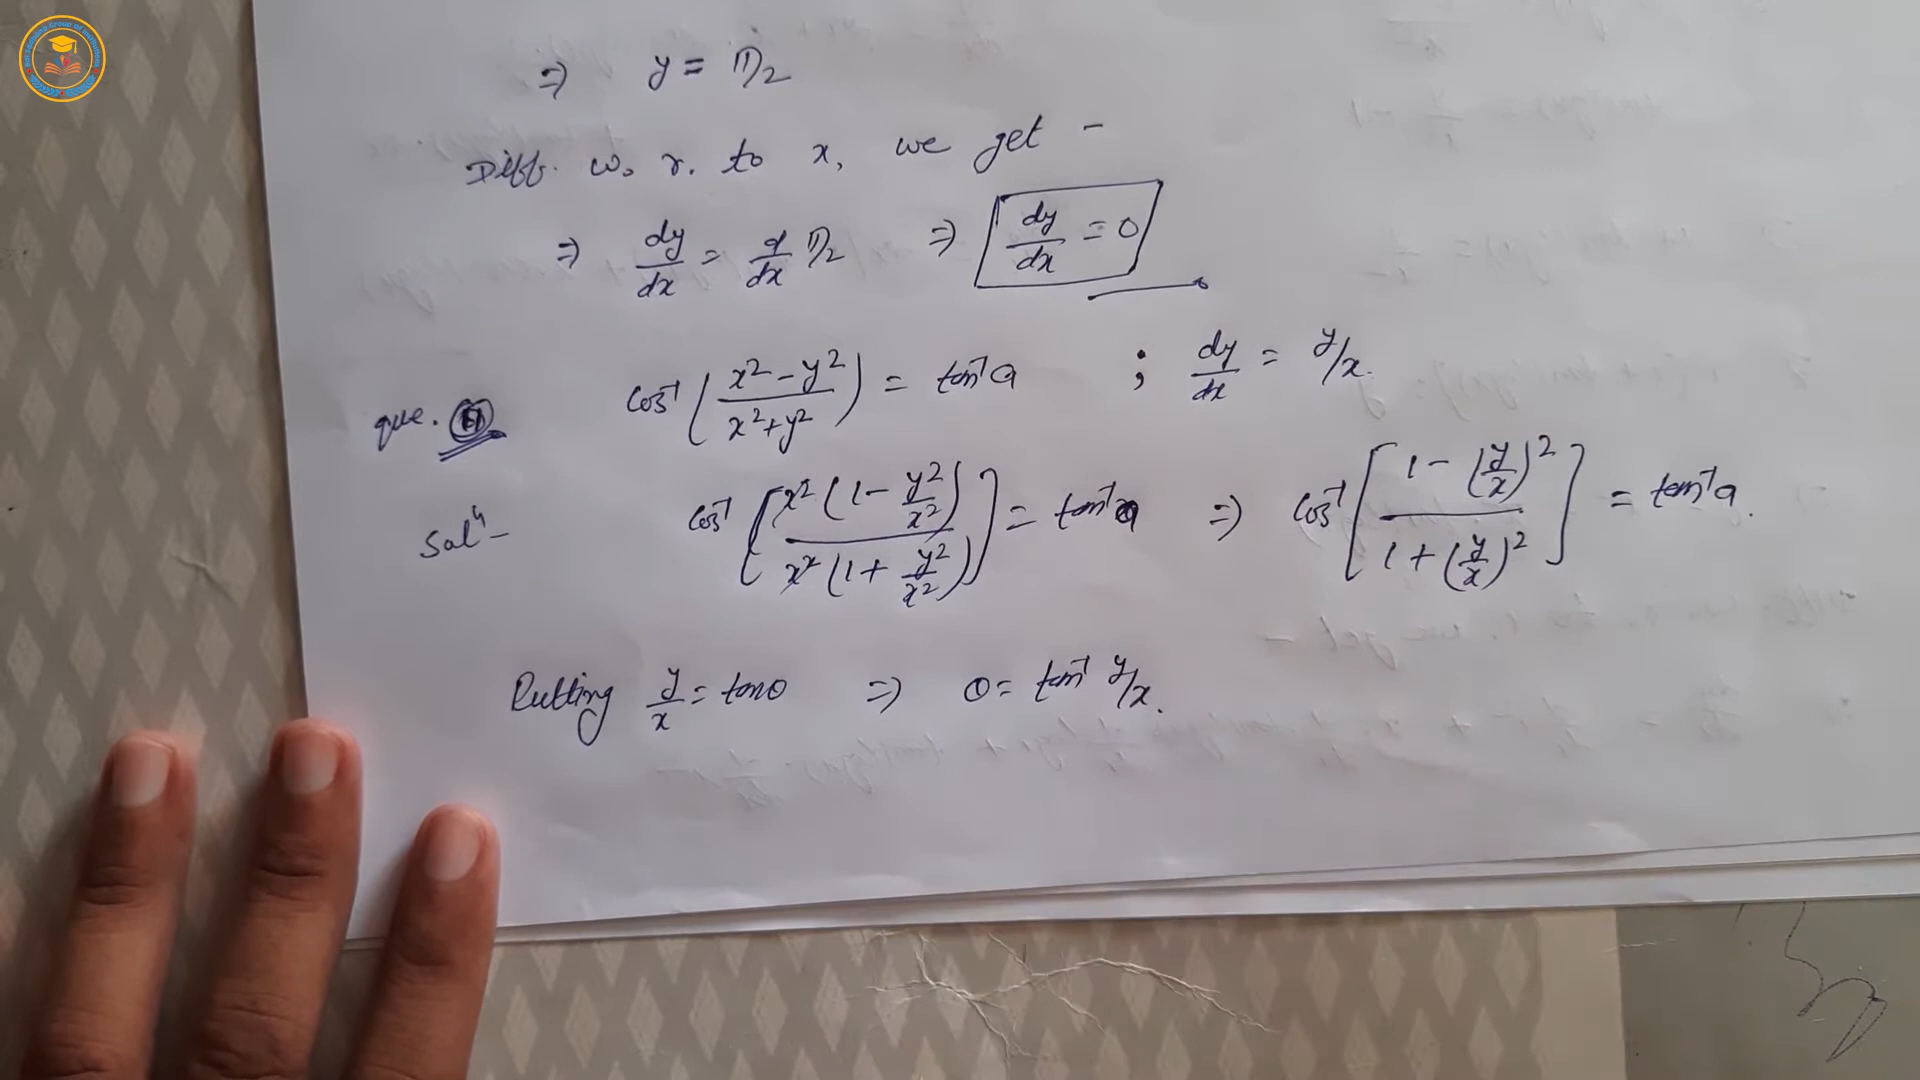 ⇒ y = π/2
Diff. w. r. to x, we get -
⇒ dy/dx = d/dx π/2 ⇒ dy/dx = 0
que. cos⁻¹ (x² - y² / x² + y²) = tan⁻¹ a ; dy/dx = y/x.
Solⁿ - cos⁻¹ [x² (1 - y²/x²) / x² (1 + y²/x²)] = tan⁻¹ a ⇒ cos⁻¹ [1 - (y/x)² / 1 + (y/x)²] = tan⁻¹ a.
Putting y/x = tanθ ⇒ θ = tan⁻¹ y/x.